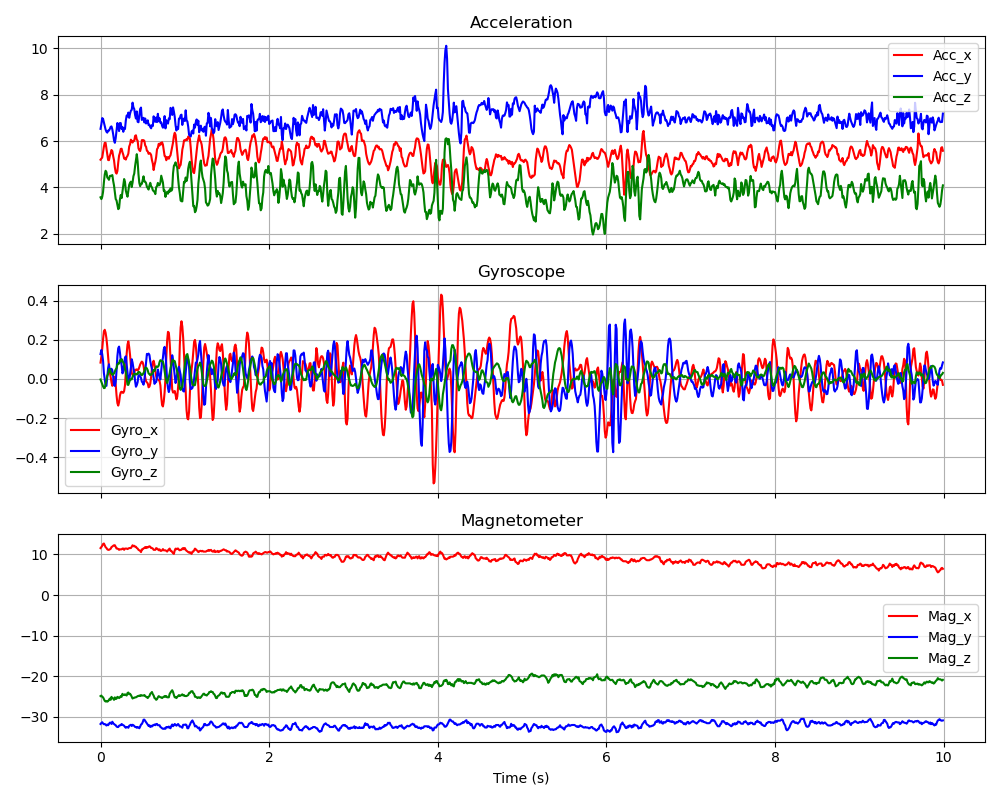 Acceleration
10
8
6
4
2
Acc_x
Acc_y
Acc_z
Gyroscope
0.4
0.2
0.0
−0.2
−0.4
Gyro_x
Gyro_y
Gyro_z
Magnetometer
10
0
−10
−20
−30
Mag_x
Mag_y
Mag_z
0 2 4 6 8 10
Time (s)